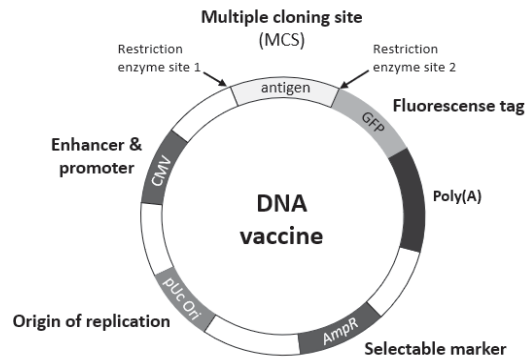 Multiple cloning site
(MCS)
Restriction
enzyme site 1
Restriction
enzyme site 2
antigen
GFP
Fluorescense tag
Enhancer &
promoter
CMV
Poly(A)
DNA
vaccine
pUc Ori
Origin of replication
AmpR
Selectable marker